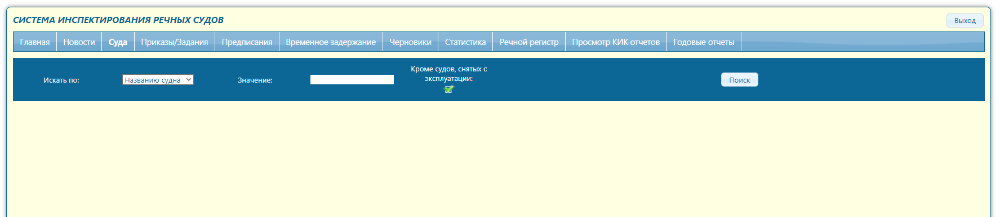 СИСТЕМА ИНСПЕКТИРОВАНИЯ РЕЧНЫХ СУДОВ
Выход
Главная Новости Суда Приказы/Задания Предписания Временное задержание Черновики Статистика Речной регистр Просмотр КИК отчетов Годовые отчеты
Искать по: Названию судна Значение: Кроме судов, снятых с
эксплуатации:
Поиск